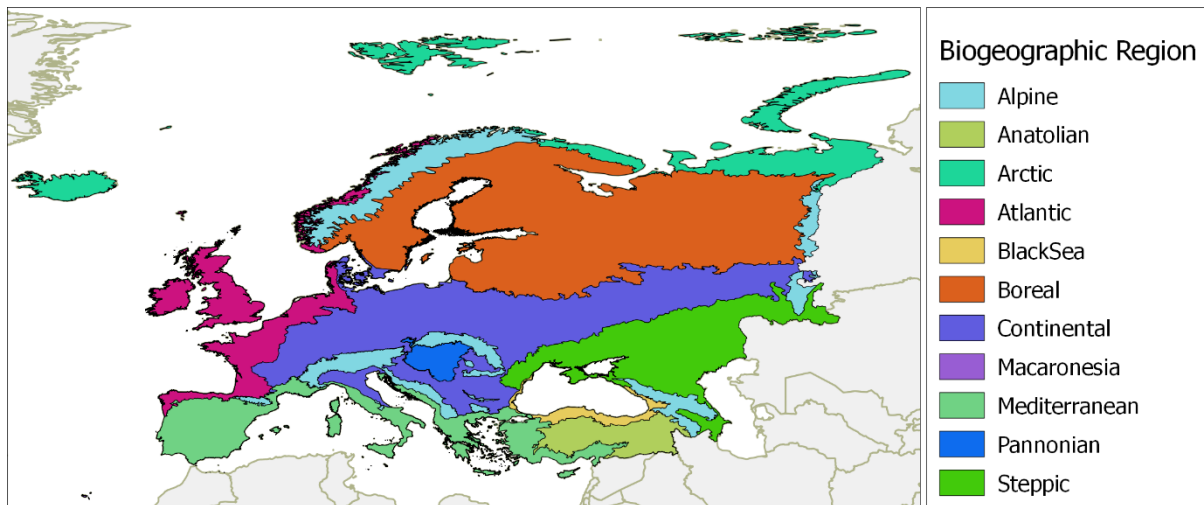 Biogeographic Region
Alpine
Anatolian
Arctic
Atlantic
BlackSea
Boreal
Continental
Macaronesia
Mediterranean
Pannonian
Steppic